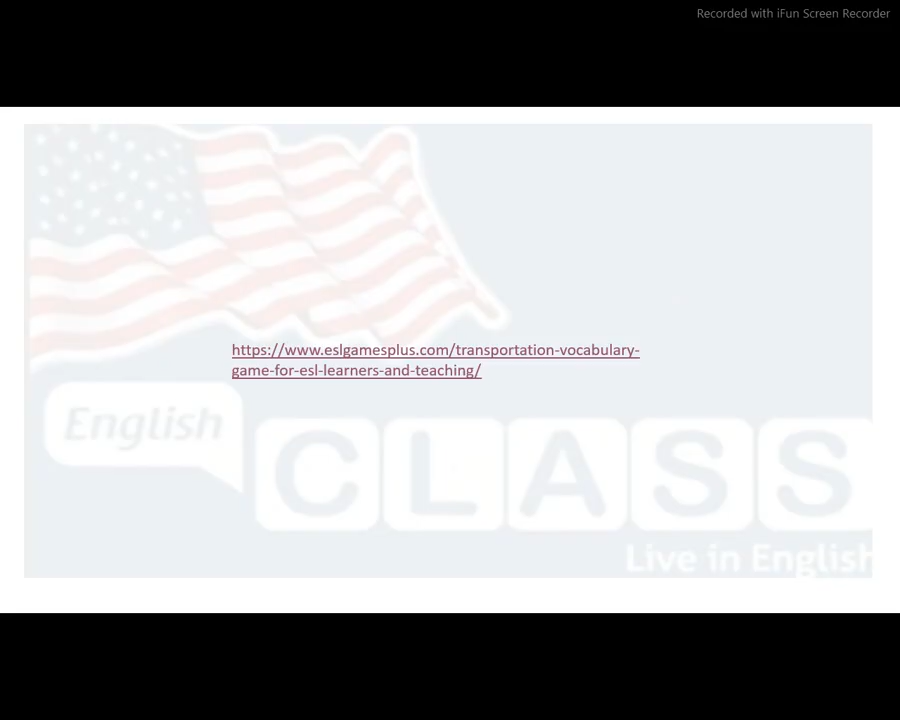 Recorded with iFun Screen Recorder
https://www.eslgamesplus.com/transportation-vocabulary-
game-for-esl-learners-and-teaching/
English
CLASS
Live in English